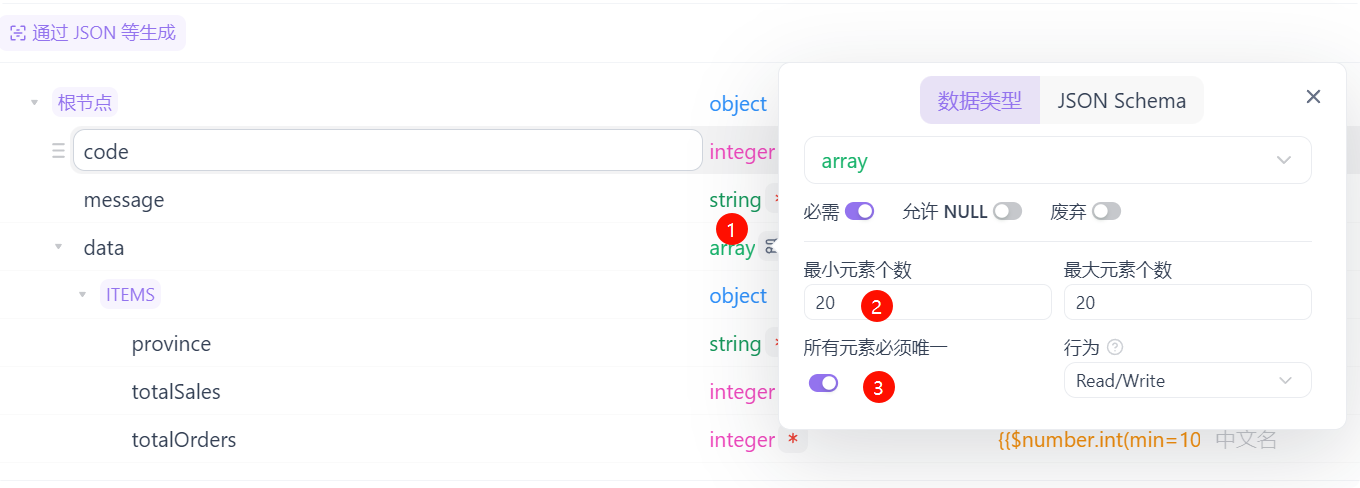 通过 JSON 等生成
根节点 object
code integer
message string *
data array
ITEMS object
province string *
totalSales integer
totalOrders integer * {{$number.int(min=10 中文名
数据类型 JSON Schema
array
必需 允许 NULL 废弃
最小元素个数 最大元素个数
20 20
所有元素必须唯一 行为
Read/Write
1
2
3